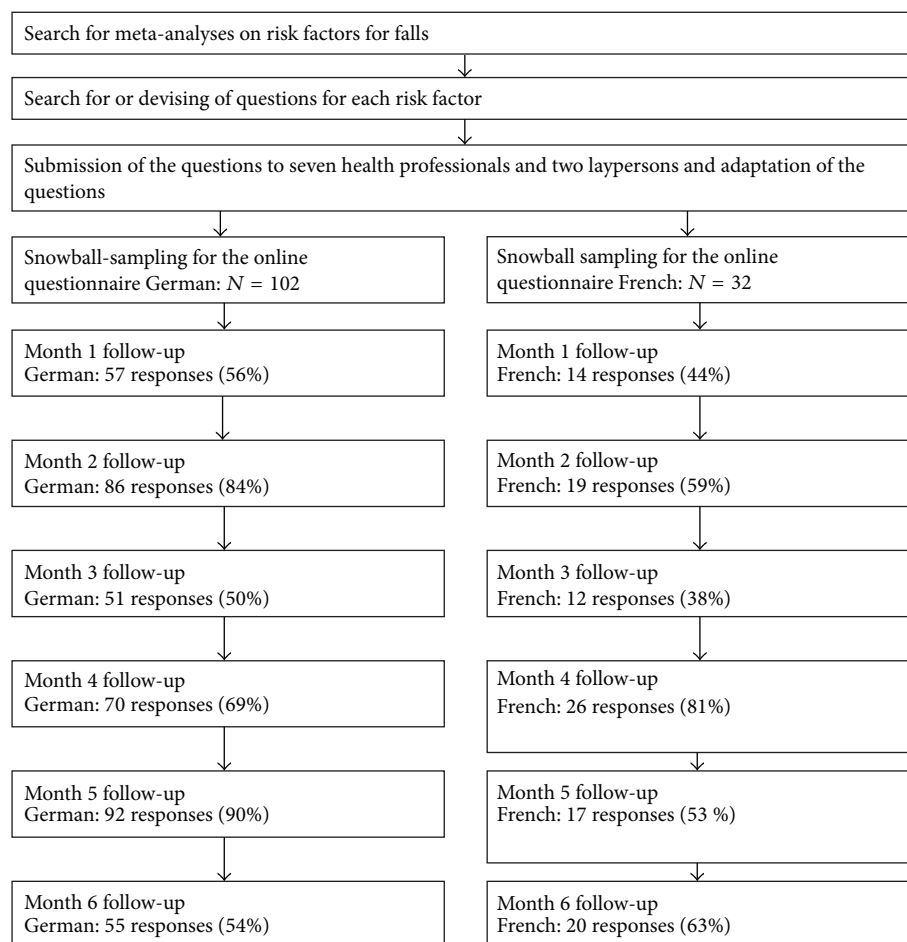 Search for meta-analyses on risk factors for falls
Search for or devising of questions for each risk factor
Submission of the questions to seven health professionals and two laypersons and adaptation of the
questions
Snowball-sampling for the online
questionnaire German: N = 102
Snowball sampling for the online
questionnaire French: N = 32
Month 1 follow-up
German: 57 responses (56%)
Month 1 follow-up
French: 14 responses (44%)
Month 2 follow-up
German: 86 responses (84%)
Month 2 follow-up
French: 19 responses (59%)
Month 3 follow-up
German: 51 responses (50%)
Month 3 follow-up
French: 12 responses (38%)
Month 4 follow-up
German: 70 responses (69%)
Month 4 follow-up
French: 26 responses (81%)
Month 5 follow-up
German: 92 responses (90%)
Month 5 follow-up
French: 17 responses (53 %)
Month 6 follow-up
German: 55 responses (54%)
Month 6 follow-up
French: 20 responses (63%)